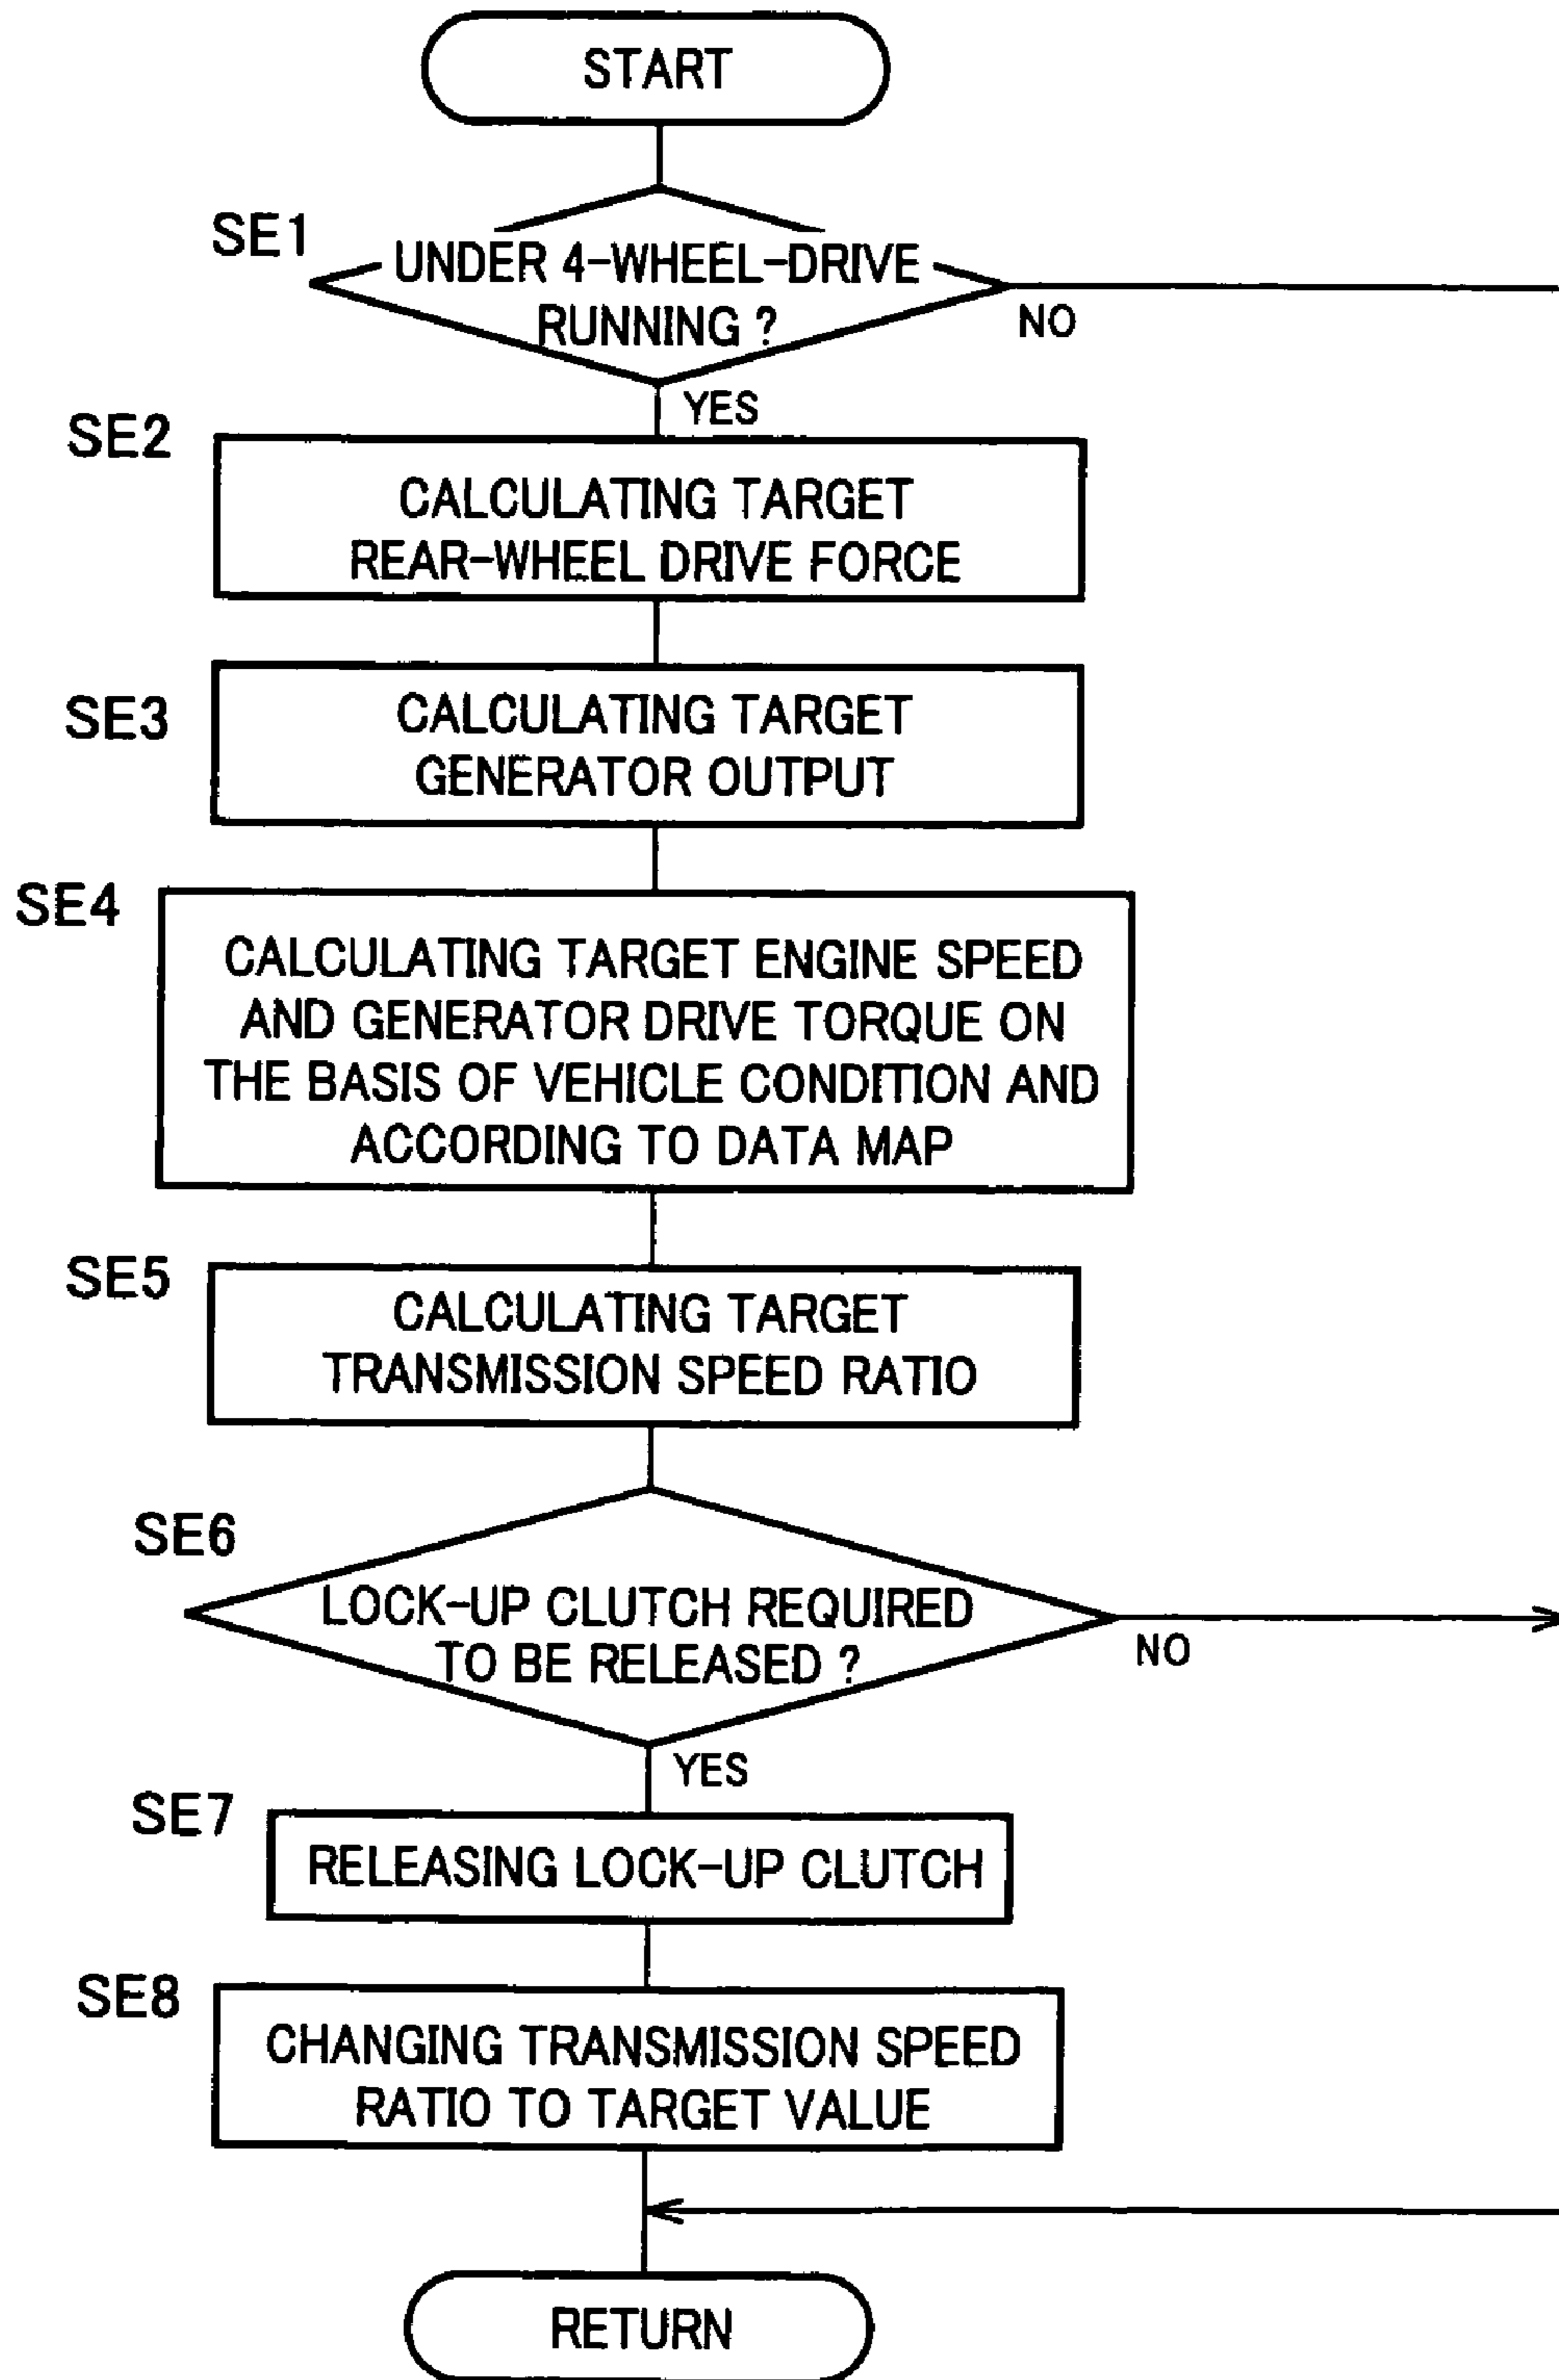 START
SE1
UNDER 4-WHEEL-DRIVE
RUNNING ?
NO
YES
SE2
CALCULATING TARGET
REAR-WHEEL DRIVE FORCE
SE3
CALCULATING TARGET
GENERATOR OUTPUT
SE4
CALCULATING TARGET ENGINE SPEED
AND GENERATOR DRIVE TORQUE ON
THE BASIS OF VEHICLE CONDITION AND
ACCORDING TO DATA MAP
SE5
CALCULATING TARGET
TRANSMISSION SPEED RATIO
SE6
LOCK-UP CLUTCH REQUIRED
TO BE RELEASED ?
NO
YES
SE7
RELEASING LOCK-UP CLUTCH
SE8
CHANGING TRANSMISSION SPEED
RATIO TO TARGET VALUE
RETURN